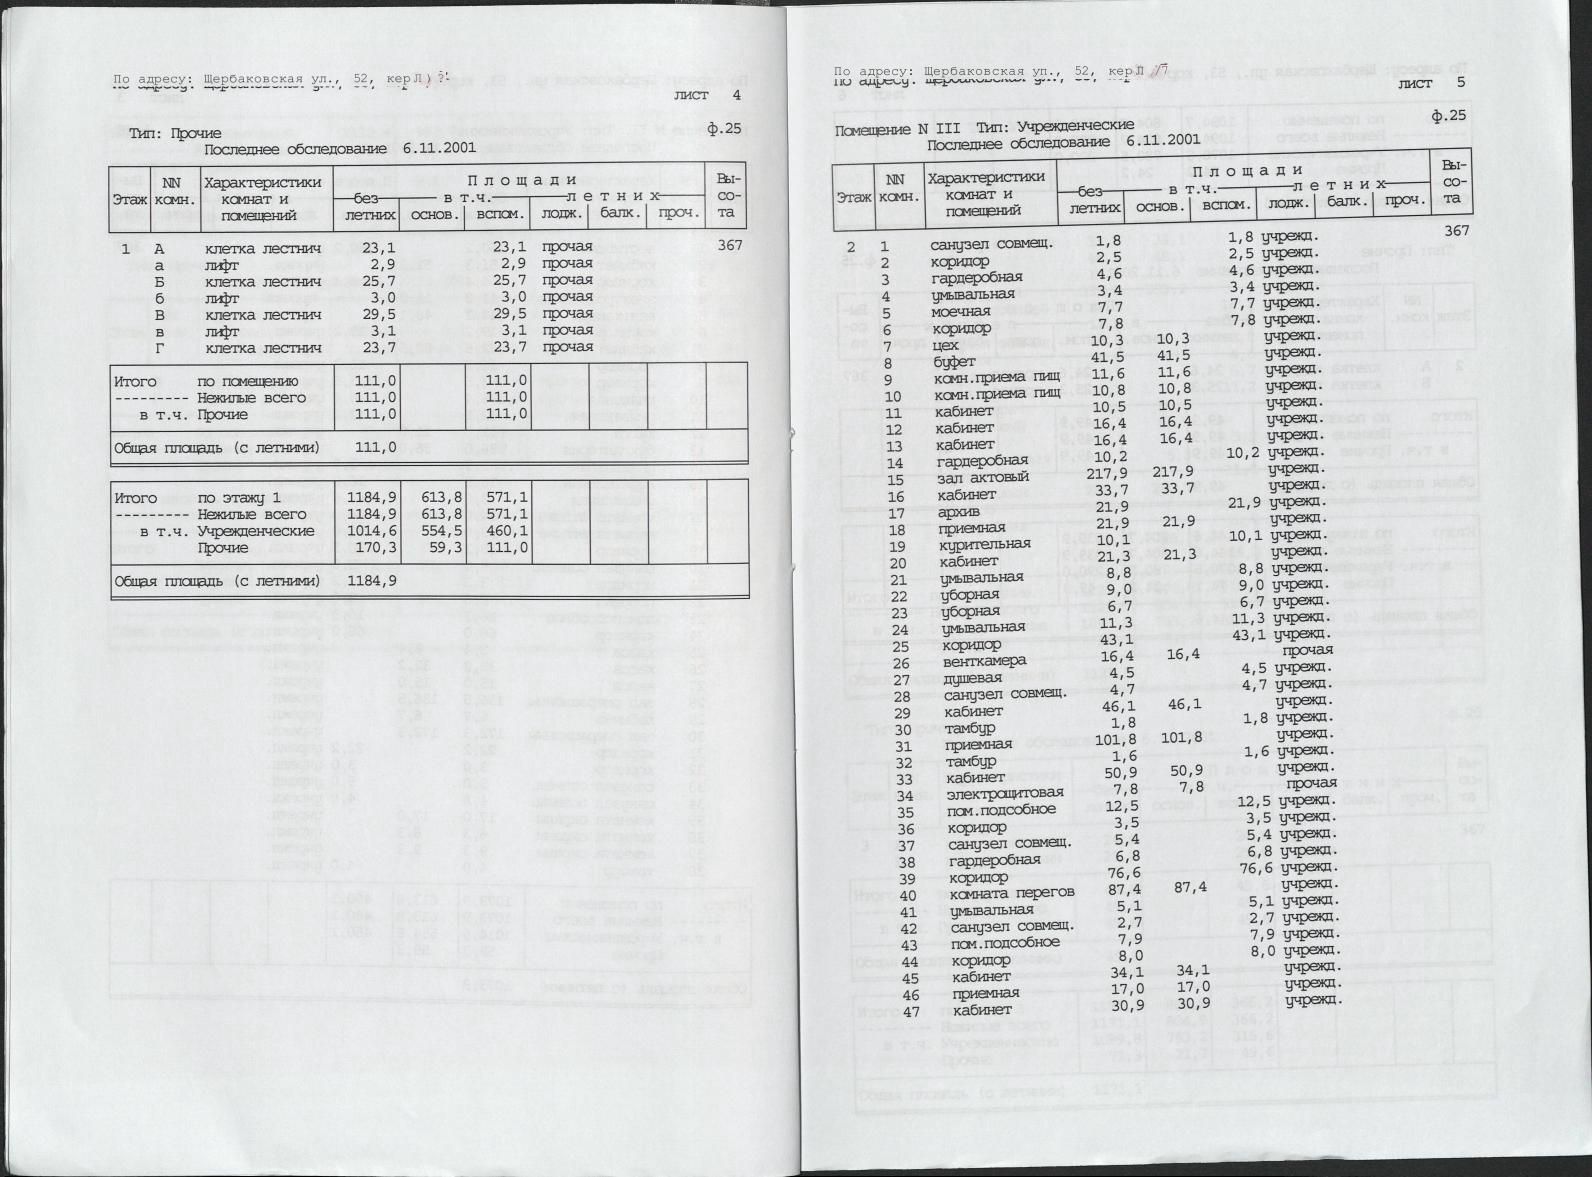 По адресу: Щербаковская ул., 52,
лист 4
ф.25
Тип: Прочие
Последнее обследование 6.11.2001
Этаж NN комн. Характеристики комнат и помещений Площади Вы-сота
без летних в т.ч. летних
основ. вспом. лодж. балк. проч.
1 А клетка лестнич 23,1 23,1 прочая 367
а лифт 2,9 2,9 прочая
Б клетка лестнич 25,7 25,7 прочая
б лифт 3,0 3,0 прочая
В клетка лестнич 29,5 29,5 прочая
в лифт 3,1 3,1 прочая
Г клетка лестнич 23,7 23,7 прочая
Итого по помещению 111,0 111,0
--------- Нежилые всего 111,0 111,0
в т.ч. Прочие 111,0 111,0
Общая площадь (с летними) 111,0
Итого по этажу 1 1184,9 613,8 571,1
--------- Нежилые всего 1184,9 613,8 571,1
в т.ч. Учрежденческие 1014,6 554,5 460,1
Прочие 170,3 59,3 111,0
Общая площадь (с летними) 1184,9
По адресу: Щербаковская ул., 52,
лист 5
ф.25
Помещение N III Тип: Учрежденческие
Последнее обследование 6.11.2001
Этаж NN комн. Характеристики комнат и помещений Площади Вы-сота
без летних в т.ч. летних
основ. вспом. лодж. балк. проч.
2 1 санузел совмещ. 1,8 1,8 учрежд. 367
2 коридор 2,5 2,5 учрежд.
3 гардеробная 4,6 4,6 учрежд.
4 умывальная 3,4 3,4 учрежд.
5 моечная 7,7 7,7 учрежд.
6 коридор 7,8 7,8 учрежд.
7 цех 10,3 10,3 учрежд.
8 буфет 41,5 41,5 учрежд.
9 комн.приема пищ 11,6 11,6 учрежд.
10 комн.приема пищ 10,8 10,8 учрежд.
11 кабинет 10,5 10,5 учрежд.
12 кабинет 16,4 16,4 учрежд.
13 кабинет 16,4 16,4 учрежд.
14 гардеробная 10,2 10,2 учрежд.
15 зал актовый 217,9 217,9 учрежд.
16 кабинет 33,7 33,7 учрежд.
17 архив 21,9 21,9 учрежд.
18 приемная 21,9 21,9 учрежд.
19 курительная 10,1 10,1 учрежд.
20 кабинет 21,3 21,3 учрежд.
21 умывальная 8,8 8,8 учрежд.
22 уборная 9,0 9,0 учрежд.
23 уборная 6,7 6,7 учрежд.
24 умывальная 11,3 11,3 учрежд.
25 коридор 43,1 43,1 учрежд.
26 венткамера 16,4 16,4 прочая
27 душевая 4,5 4,5 учрежд.
28 санузел совмещ. 4,7 4,7 учрежд.
29 кабинет 46,1 46,1 учрежд.
30 тамбур 1,8 1,8 учрежд.
31 приемная 101,8 101,8 учрежд.
32 тамбур 1,6 1,6 учрежд.
33 кабинет 50,9 50,9 учрежд.
34 электрощитовая 7,8 7,8 прочая
35 пом.подсобное 12,5 12,5 учрежд.
36 коридор 3,5 3,5 учрежд.
37 санузел совмещ. 5,4 5,4 учрежд.
38 гардеробная 6,8 6,8 учрежд.
39 коридор 76,6 76,6 учрежд.
40 комната перегов 87,4 87,4 учрежд.
41 умывальная 5,1 5,1 учрежд.
42 санузел совмещ. 2,7 2,7 учрежд.
43 пом.подсобное 7,9 7,9 учрежд.
44 коридор 8,0 8,0 учрежд.
45 кабинет 34,1 34,1 учрежд.
46 приемная 17,0 17,0 учрежд.
47 кабинет 30,9 30,9 учрежд.